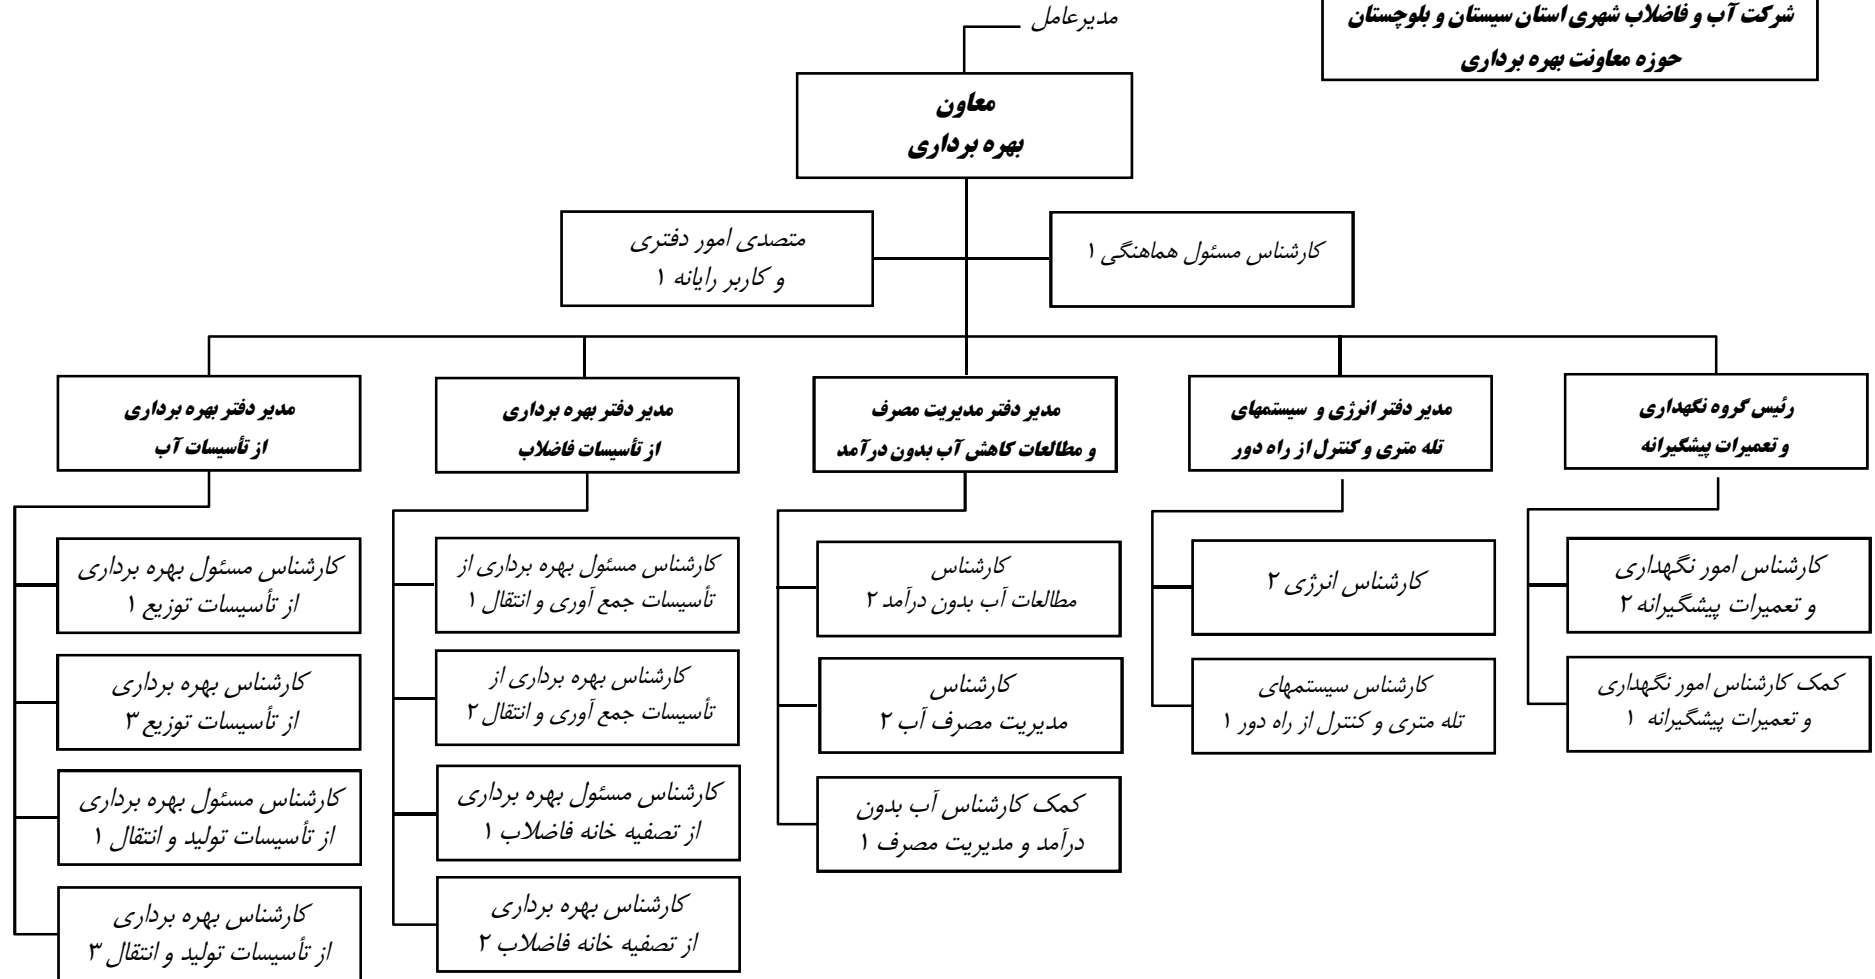 شرکت آب و فاضلاب شهری استان سیستان و بلوچستان
حوزه معاونت بهره برداری
مدیرعامل
معاون
بهره برداری
کارشناس مسئول هماهنگی ۱
متصدی امور دفتری
و کاربر رایانه ۱
رئیس گروه نگهداری
و تعمیرات پیشگیرانه
کارشناس امور نگهداری
و تعمیرات پیشگیرانه ۲
کمک کارشناس امور نگهداری
و تعمیرات پیشگیرانه ۱
مدیر دفتر انرژی و سیستمهای
تله متری و کنترل از راه دور
کارشناس انرژی ۲
کارشناس سیستمهای
تله متری و کنترل از راه دور ۱
مدیر دفتر مدیریت مصرف
و مطالعات کاهش آب بدون درآمد
کارشناس
مطالعات آب بدون درآمد ۲
کارشناس
مدیریت مصرف آب ۲
کمک کارشناس آب بدون
درآمد و مدیریت مصرف ۱
مدیر دفتر بهره برداری
از تأسیسات فاضلاب
کارشناس مسئول بهره برداری از
تأسیسات جمع آوری و انتقال ۱
کارشناس بهره برداری از
تأسیسات جمع آوری و انتقال ۲
کارشناس مسئول بهره برداری
از تصفیه خانه فاضلاب ۱
کارشناس بهره برداری
از تصفیه خانه فاضلاب ۲
مدیر دفتر بهره برداری
از تأسیسات آب
کارشناس مسئول بهره برداری
از تأسیسات توزیع ۱
کارشناس بهره برداری
از تأسیسات توزیع ۳
کارشناس مسئول بهره برداری
از تأسیسات تولید و انتقال ۱
کارشناس بهره برداری
از تأسیسات تولید و انتقال ۳